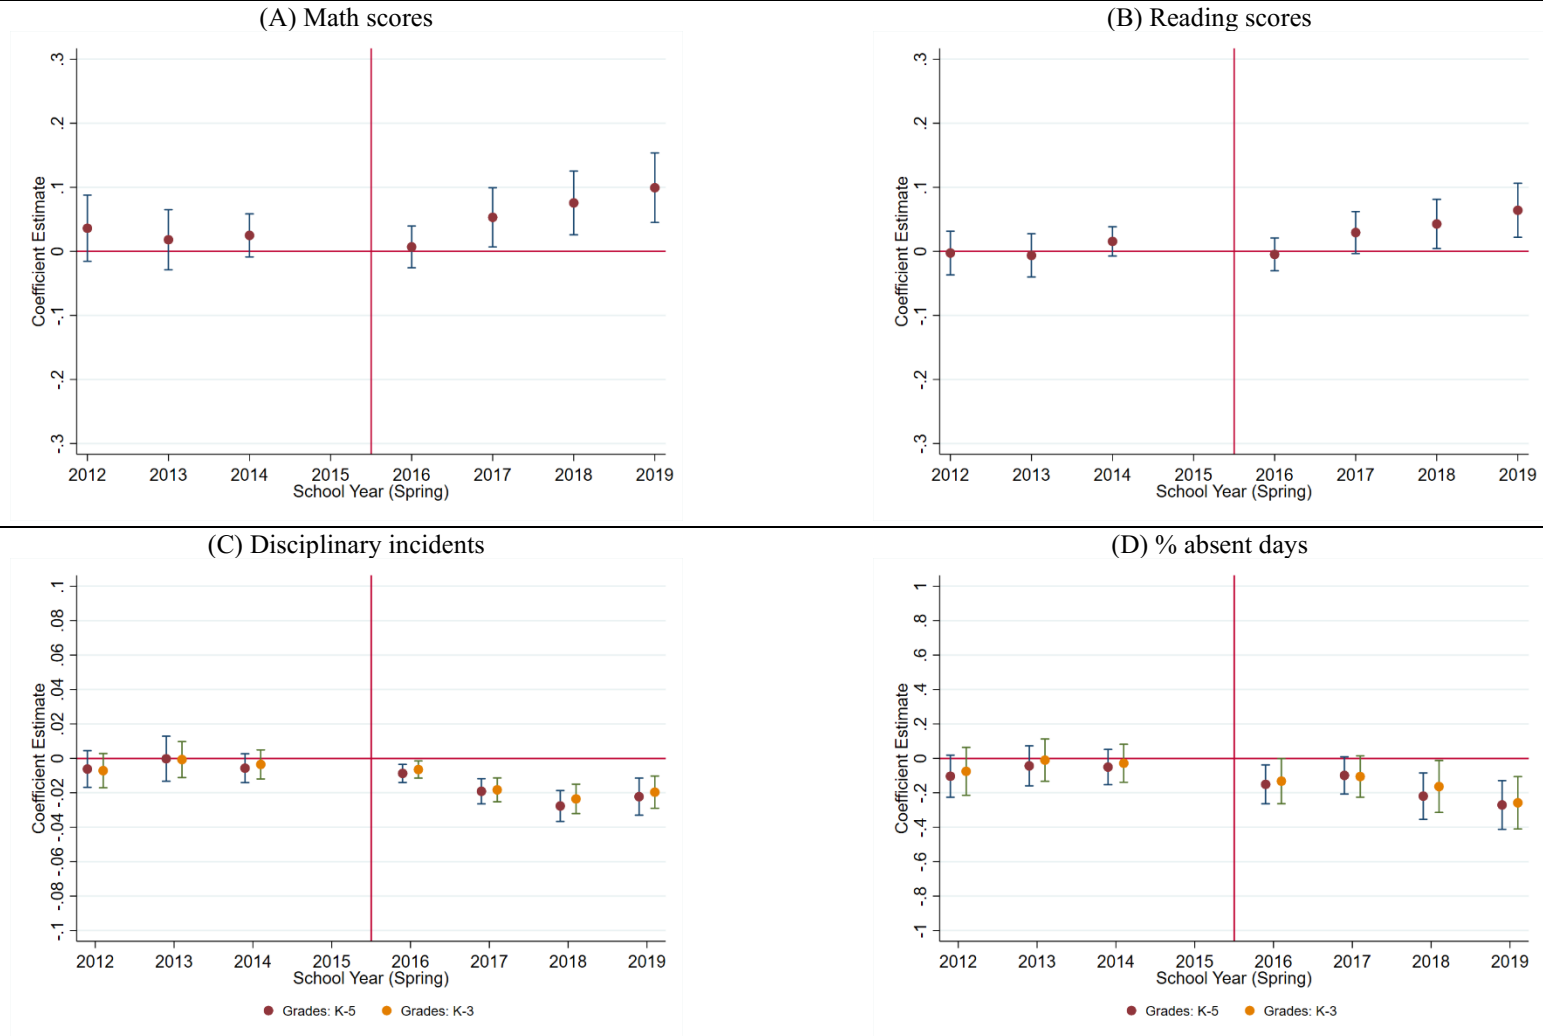 (A) Math scores
(B) Reading scores
.3
.2
.1
0
-.1
-.2
-.3
Coefficient Estimate
2012 2013 2014 2015 2016 2017 2018 2019
School Year (Spring)
.3
.2
.1
0
-.1
-.2
-.3
Coefficient Estimate
2012 2013 2014 2015 2016 2017 2018 2019
School Year (Spring)
(C) Disciplinary incidents
(D) % absent days
.1
.08
.06
.04
.02
0
-.02
-.04
-.06
-.08
-.1
Coefficient Estimate
2012 2013 2014 2015 2016 2017 2018 2019
School Year (Spring)
Grades: K-5 Grades: K-3
1
.8
.6
.4
.2
0
-.2
-.4
-.6
-.8
-1
Coefficient Estimate
2012 2013 2014 2015 2016 2017 2018 2019
School Year (Spring)
Grades: K-5 Grades: K-3